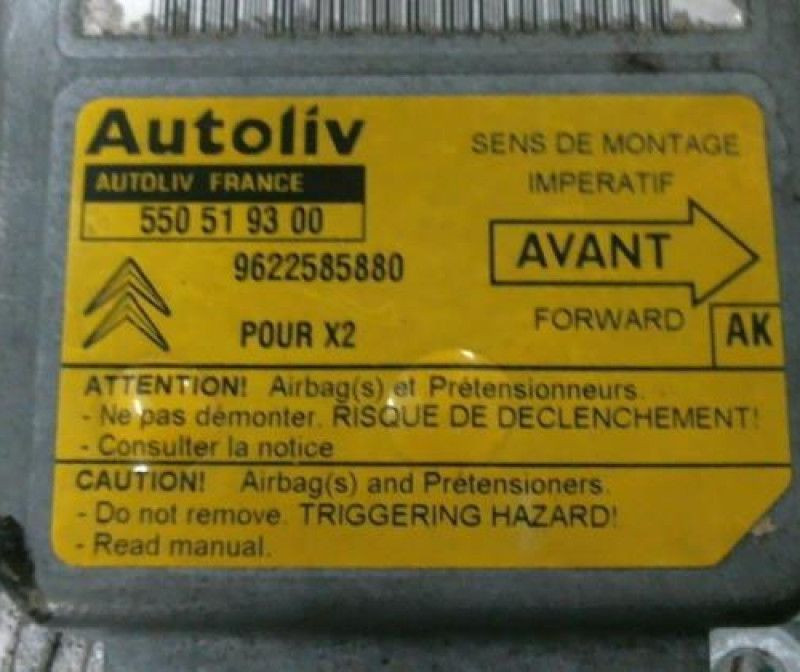 Autoliv
AUTOLIV FRANCE
550 51 93 00
9622585880
POUR X2
SENS DE MONTAGE
IMPERATIF
AVANT
FORWARD
AK
ATTENTION! Airbag(s) et Prétensionneurs.
- Ne pas démonter. RISQUE DE DECLENCHEMENT!
- Consulter la notice
CAUTION! Airbag(s) and Prétensioners.
- Do not remove. TRIGGERING HAZARD!
- Read manual.